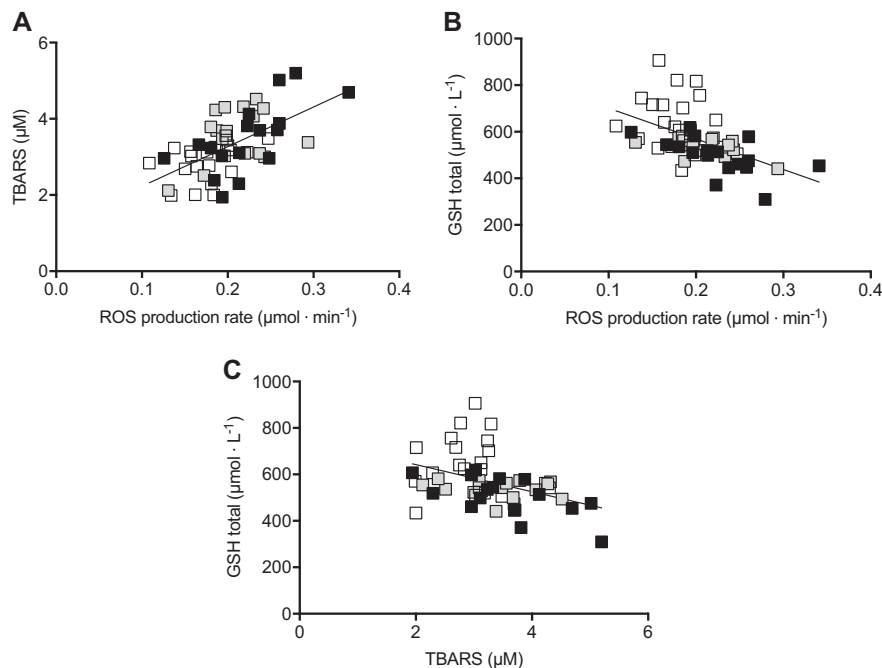 A
TBARS (µM)
6
4
2
0
0.0 0.1 0.2 0.3 0.4
ROS production rate (µmol · min⁻¹)
B
GSH total (µmol · L⁻¹)
1000
800
600
400
200
0
0.0 0.1 0.2 0.3 0.4
ROS production rate (µmol · min⁻¹)
C
GSH total (µmol · L⁻¹)
1000
800
600
400
200
0
0 2 4 6
TBARS (µM)